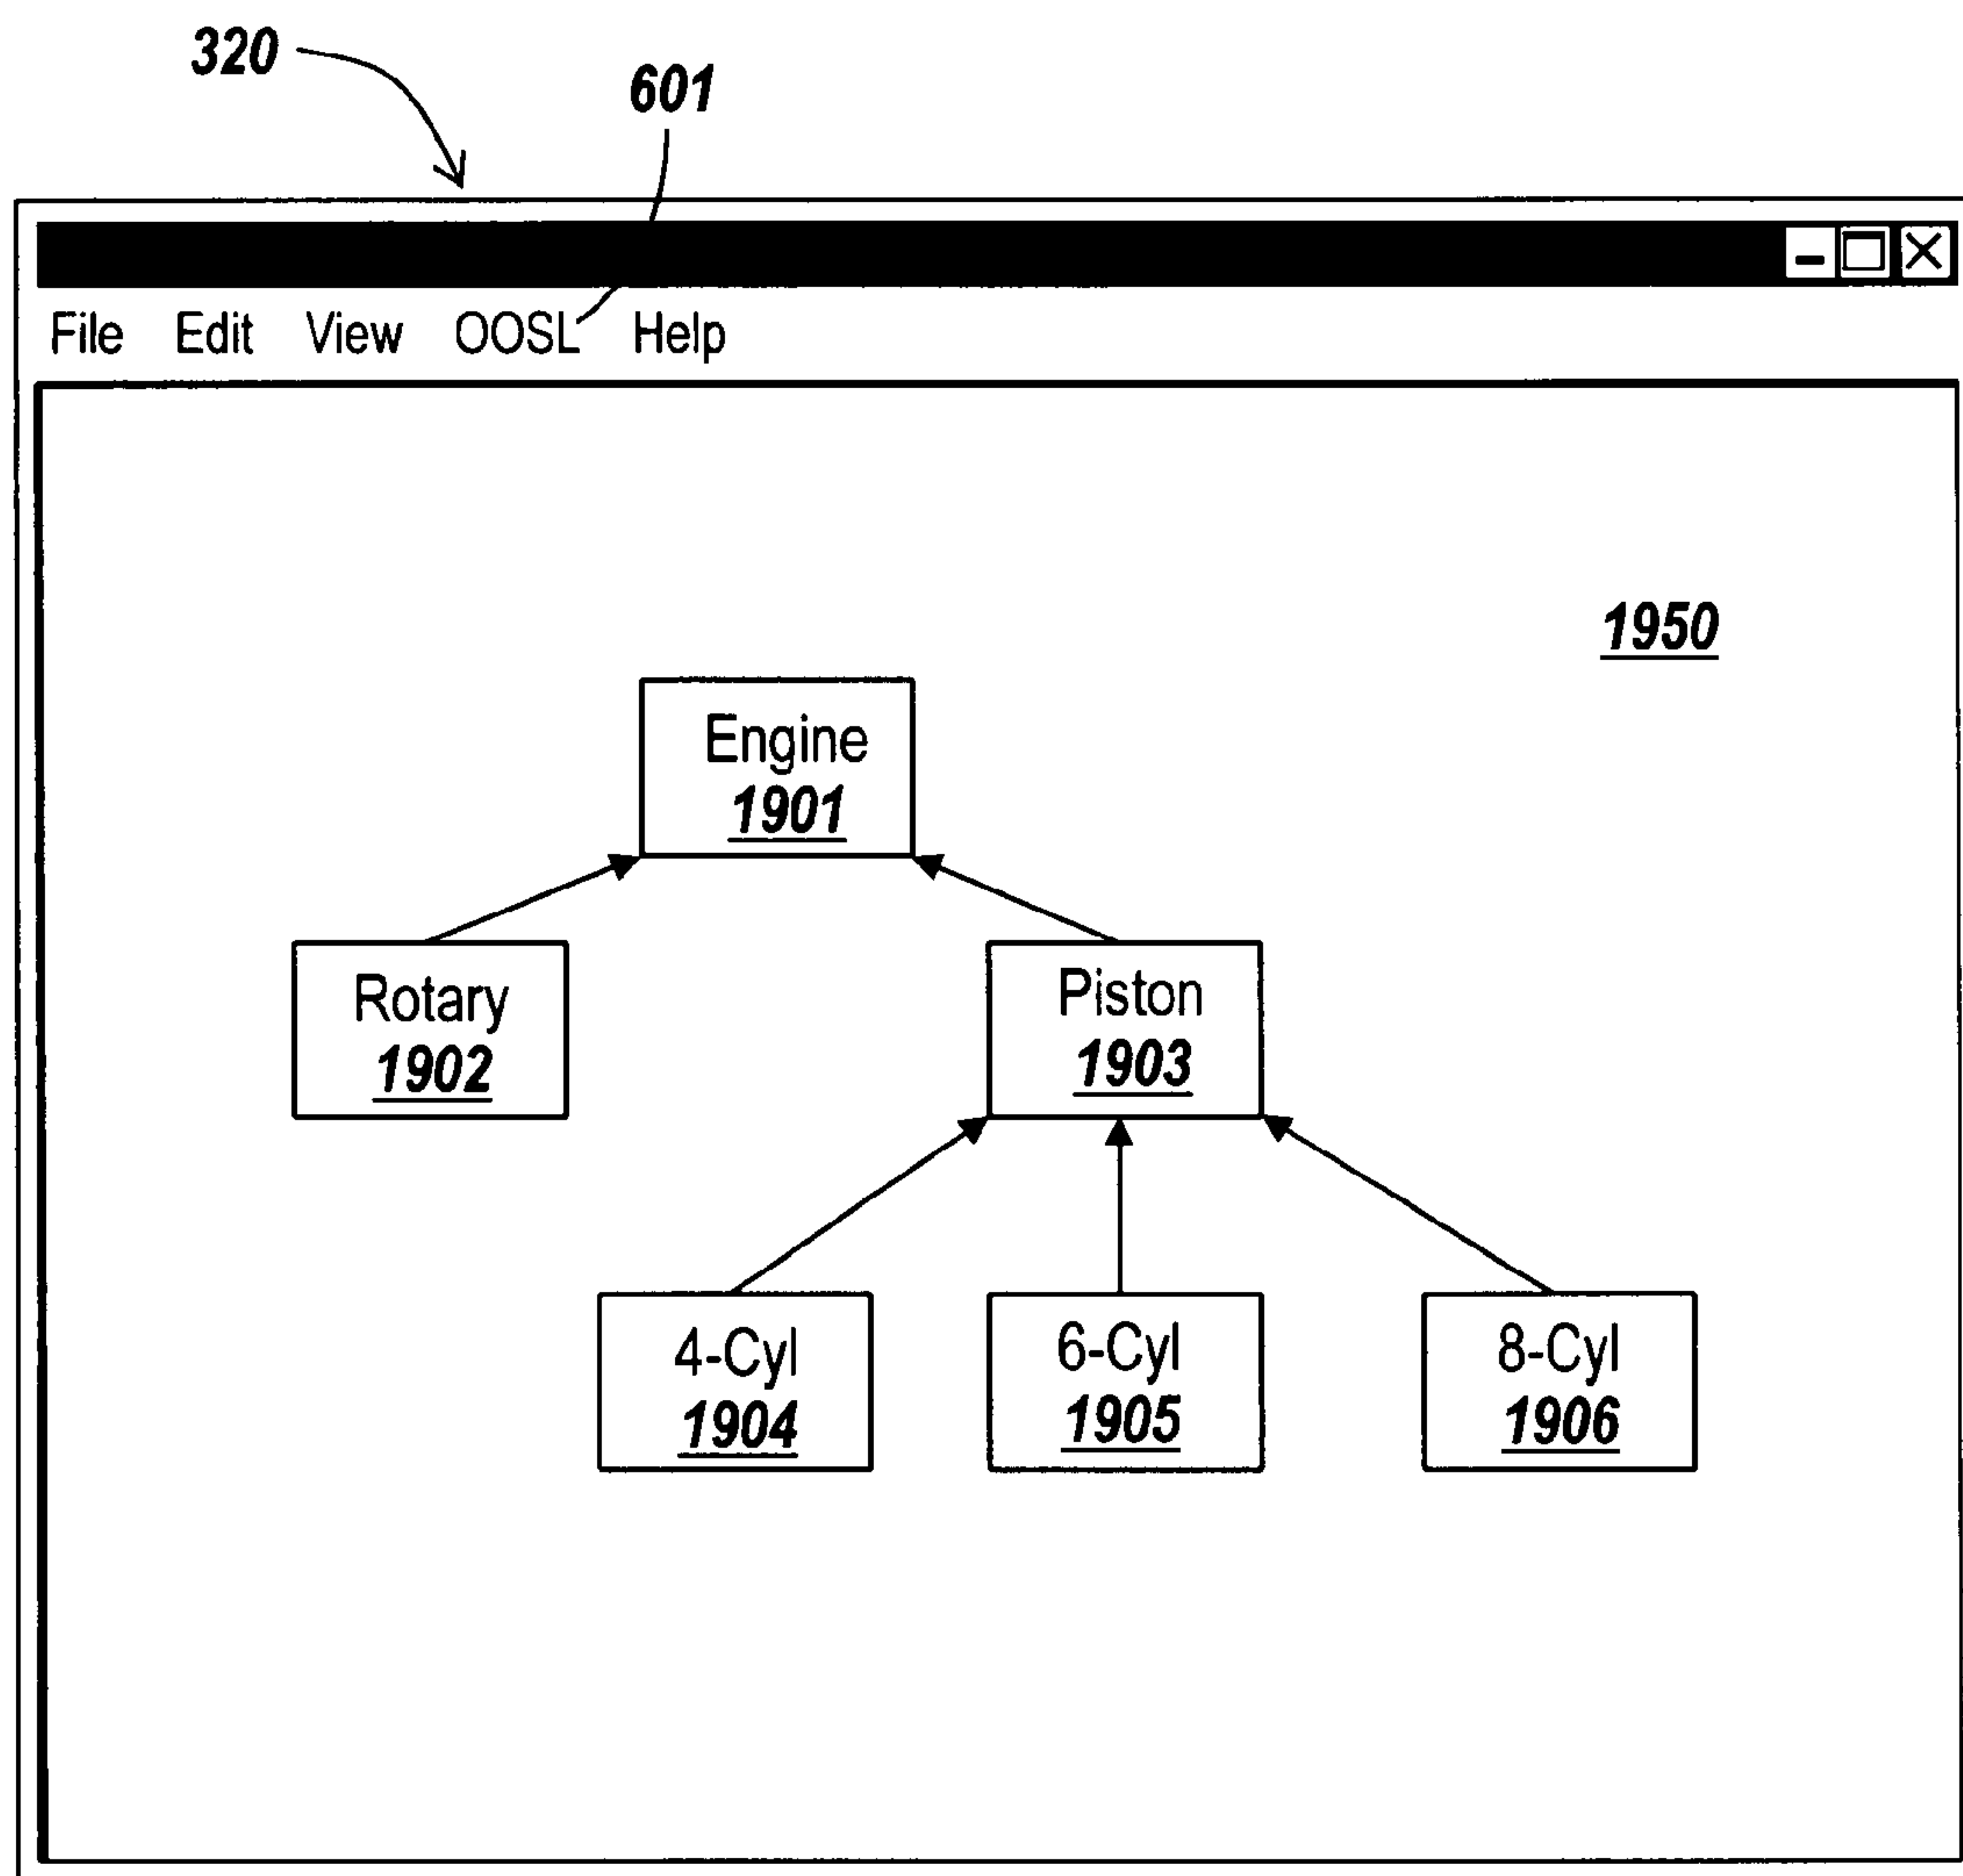 320
601
File Edit View OOSL Help
1950
Engine
1901
Rotary
1902
Piston
1903
4-Cyl
1904
6-Cyl
1905
8-Cyl
1906